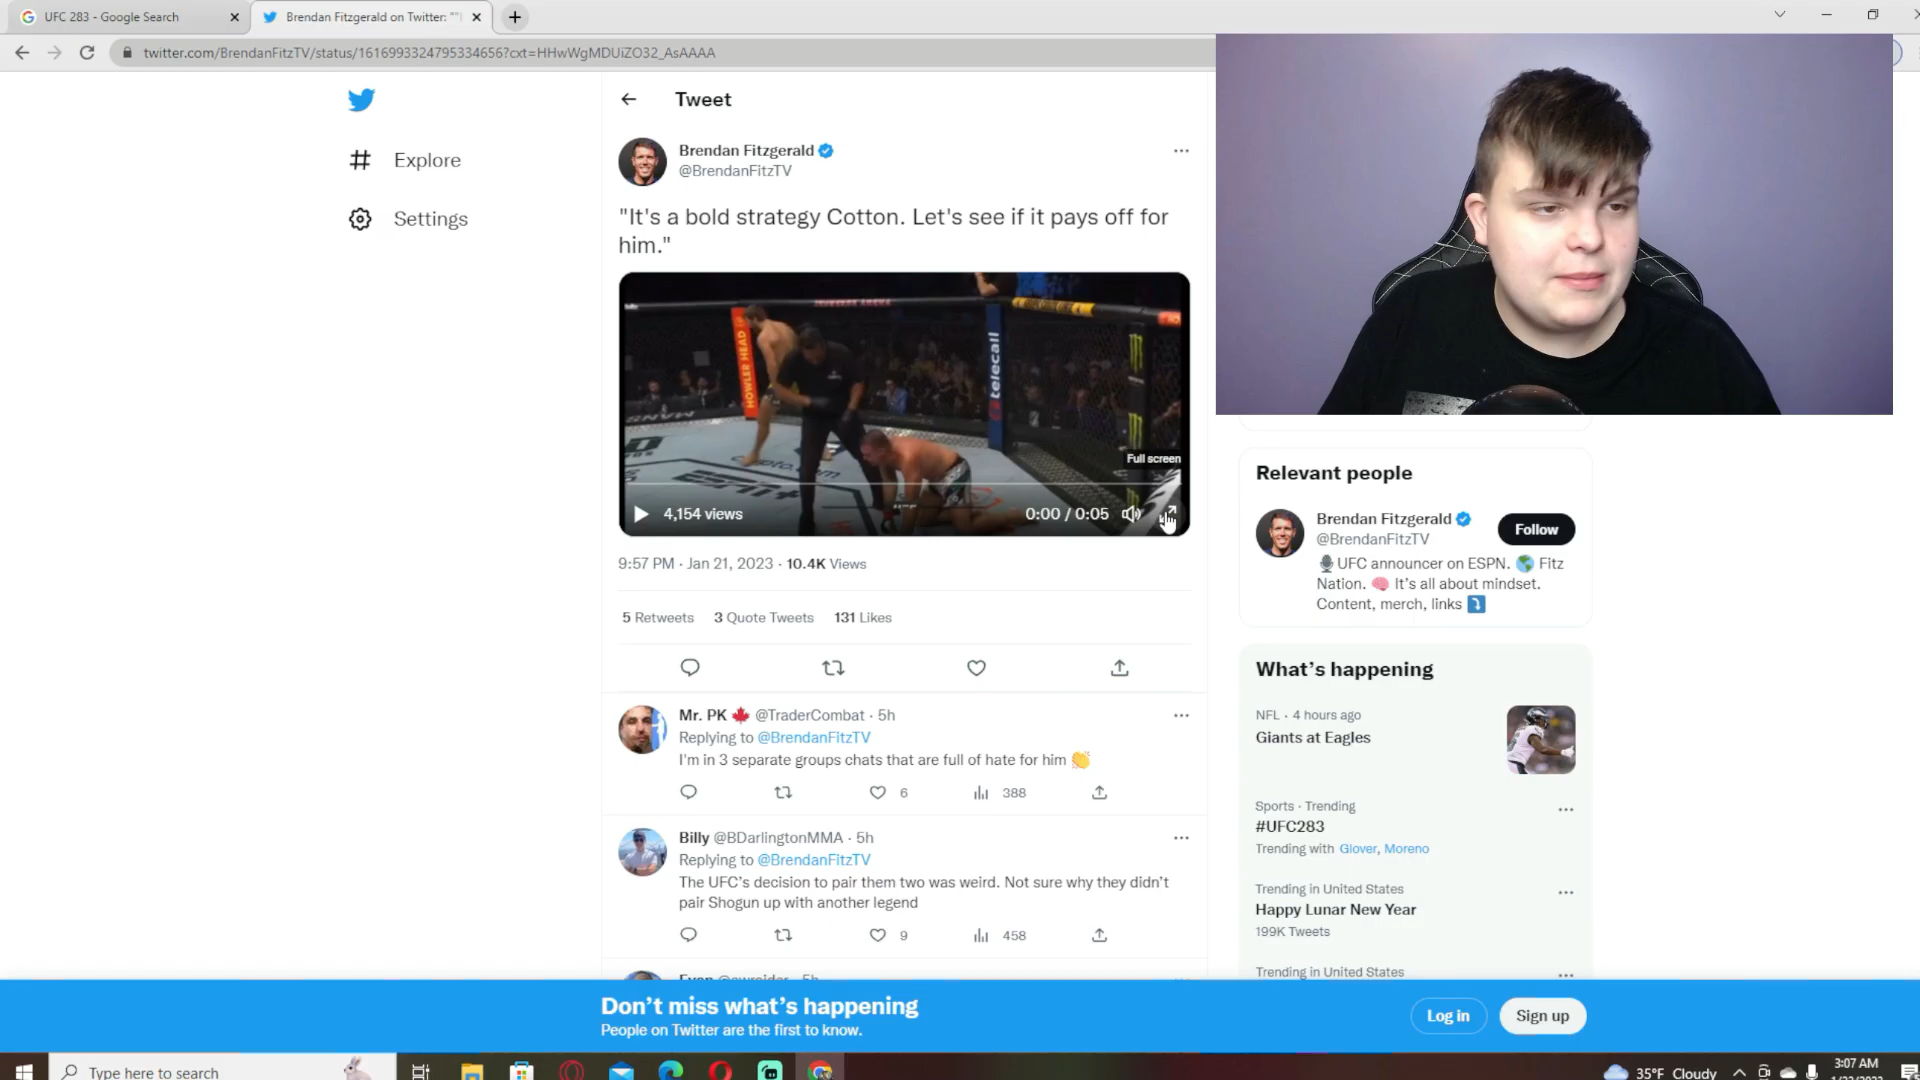 UFC 283 - Google Search
Brendan Fitzgerald on Twitter: "
twitter.com/BrendanFitzTV/status/1616993324795334656?cxt=HHwWgMDUiZO32_AsAAAA
Tweet
Explore
Settings
Brendan Fitzgerald
@BrendanFitzTV
"It's a bold strategy Cotton. Let's see if it pays off for
him."
HOWLER HEAD
telecall
crypto.com
ESPN+
Full screen
4,154 views
0:00 / 0:05
9:57 PM · Jan 21, 2023 · 10.4K Views
5 Retweets 3 Quote Tweets 131 Likes
Mr. PK 🍁 @TraderCombat · 5h
Replying to @BrendanFitzTV
I'm in 3 separate groups chats that are full of hate for him 👏
6 388
Billy @BDarlingtonMMA · 5h
Replying to @BrendanFitzTV
The UFC's decision to pair them two was weird. Not sure why they didn't
pair Shogun up with another legend
9 458
Relevant people
Brendan Fitzgerald
@BrendanFitzTV
Follow
🎙UFC announcer on ESPN. 🌎 Fitz
Nation. 🧠 It's all about mindset.
Content, merch, links ⤵
What's happening
NFL · 4 hours ago
Giants at Eagles
Sports · Trending
#UFC283
Trending with Glover, Moreno
Trending in United States
Happy Lunar New Year
199K Tweets
Trending in United States
Don't miss what's happening
People on Twitter are the first to know.
Log in
Sign up
Type here to search
35°F Cloudy
3:07 AM